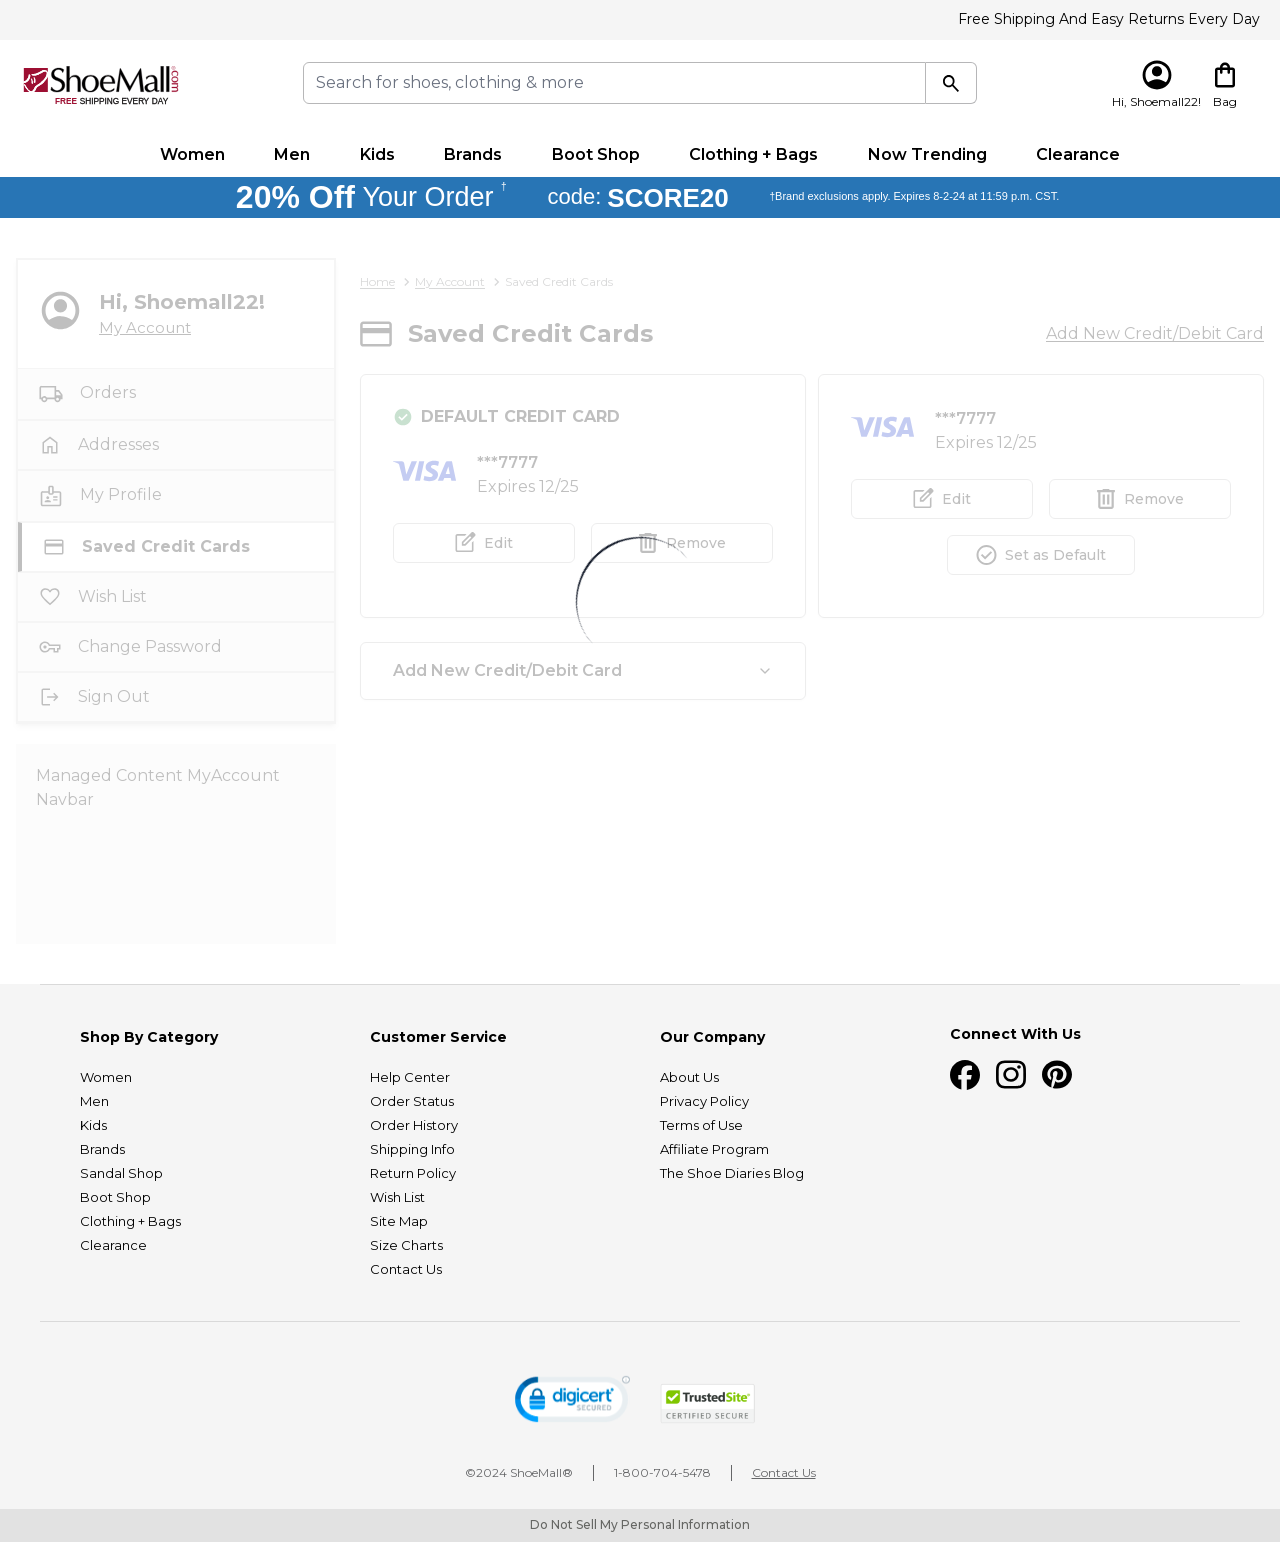 Free Shipping And Easy Returns Every Day
ShoeMall.com
FREE SHIPPING EVERY DAY
Search for shoes, clothing & more
Hi, Shoemall22!
Bag
Women Men Kids Brands Boot Shop Clothing + Bags Now Trending Clearance
20% Off Your Order † code: SCORE20 †Brand exclusions apply. Expires 8-2-24 at 11:59 p.m. CST.
Hi, Shoemall22!
My Account
Orders
Addresses
My Profile
Saved Credit Cards
Wish List
Change Password
Sign Out
Managed Content MyAccount
Navbar
Home > My Account > Saved Credit Cards
Saved Credit Cards
Add New Credit/Debit Card
DEFAULT CREDIT CARD
VISA
***7777
Expires 12/25
Edit
Remove
VISA
***7777
Expires 12/25
Edit
Remove
Set as Default
Add New Credit/Debit Card
Shop By Category
Women
Men
Kids
Brands
Sandal Shop
Boot Shop
Clothing + Bags
Clearance
Customer Service
Help Center
Order Status
Order History
Shipping Info
Return Policy
Wish List
Site Map
Size Charts
Contact Us
Our Company
About Us
Privacy Policy
Terms of Use
Affiliate Program
The Shoe Diaries Blog
Connect With Us
digicert
SECURED
TrustedSite
CERTIFIED SECURE
©2024 ShoeMall®
1-800-704-5478
Contact Us
Do Not Sell My Personal Information